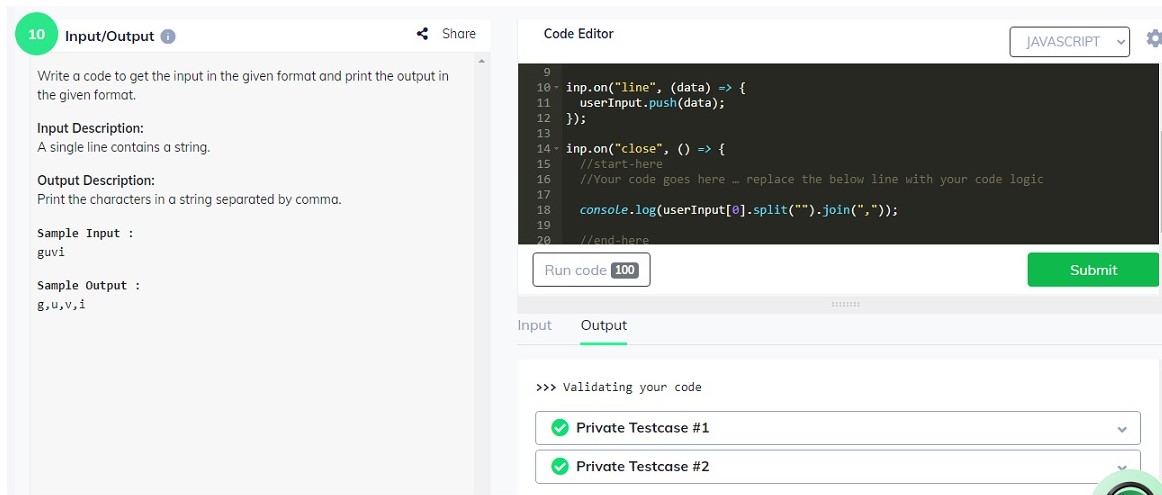 10
Input/Output
Share
Write a code to get the input in the given format and print the output in
the given format.
Input Description:
A single line contains a string.
Output Description:
Print the characters in a string separated by comma.
Sample Input :
guvi
Sample Output :
g,u,v,i
Code Editor
JAVASCRIPT
9
10 inp.on("line", (data) => {
11 userInput.push(data);
12 });
13
14 inp.on("close", () => {
15 //start-here
16 //Your code goes here … replace the below line with your code logic
17
18 console.log(userInput[0].split("").join(","));
19
20 //end-here
Run code 100
Submit
Input Output
>>> Validating your code
Private Testcase #1
Private Testcase #2